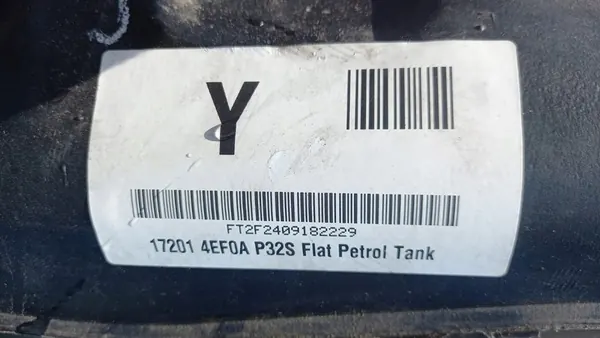 Y
FT2F2409182229
17201 4EF0A P32S Flat Petrol Tank